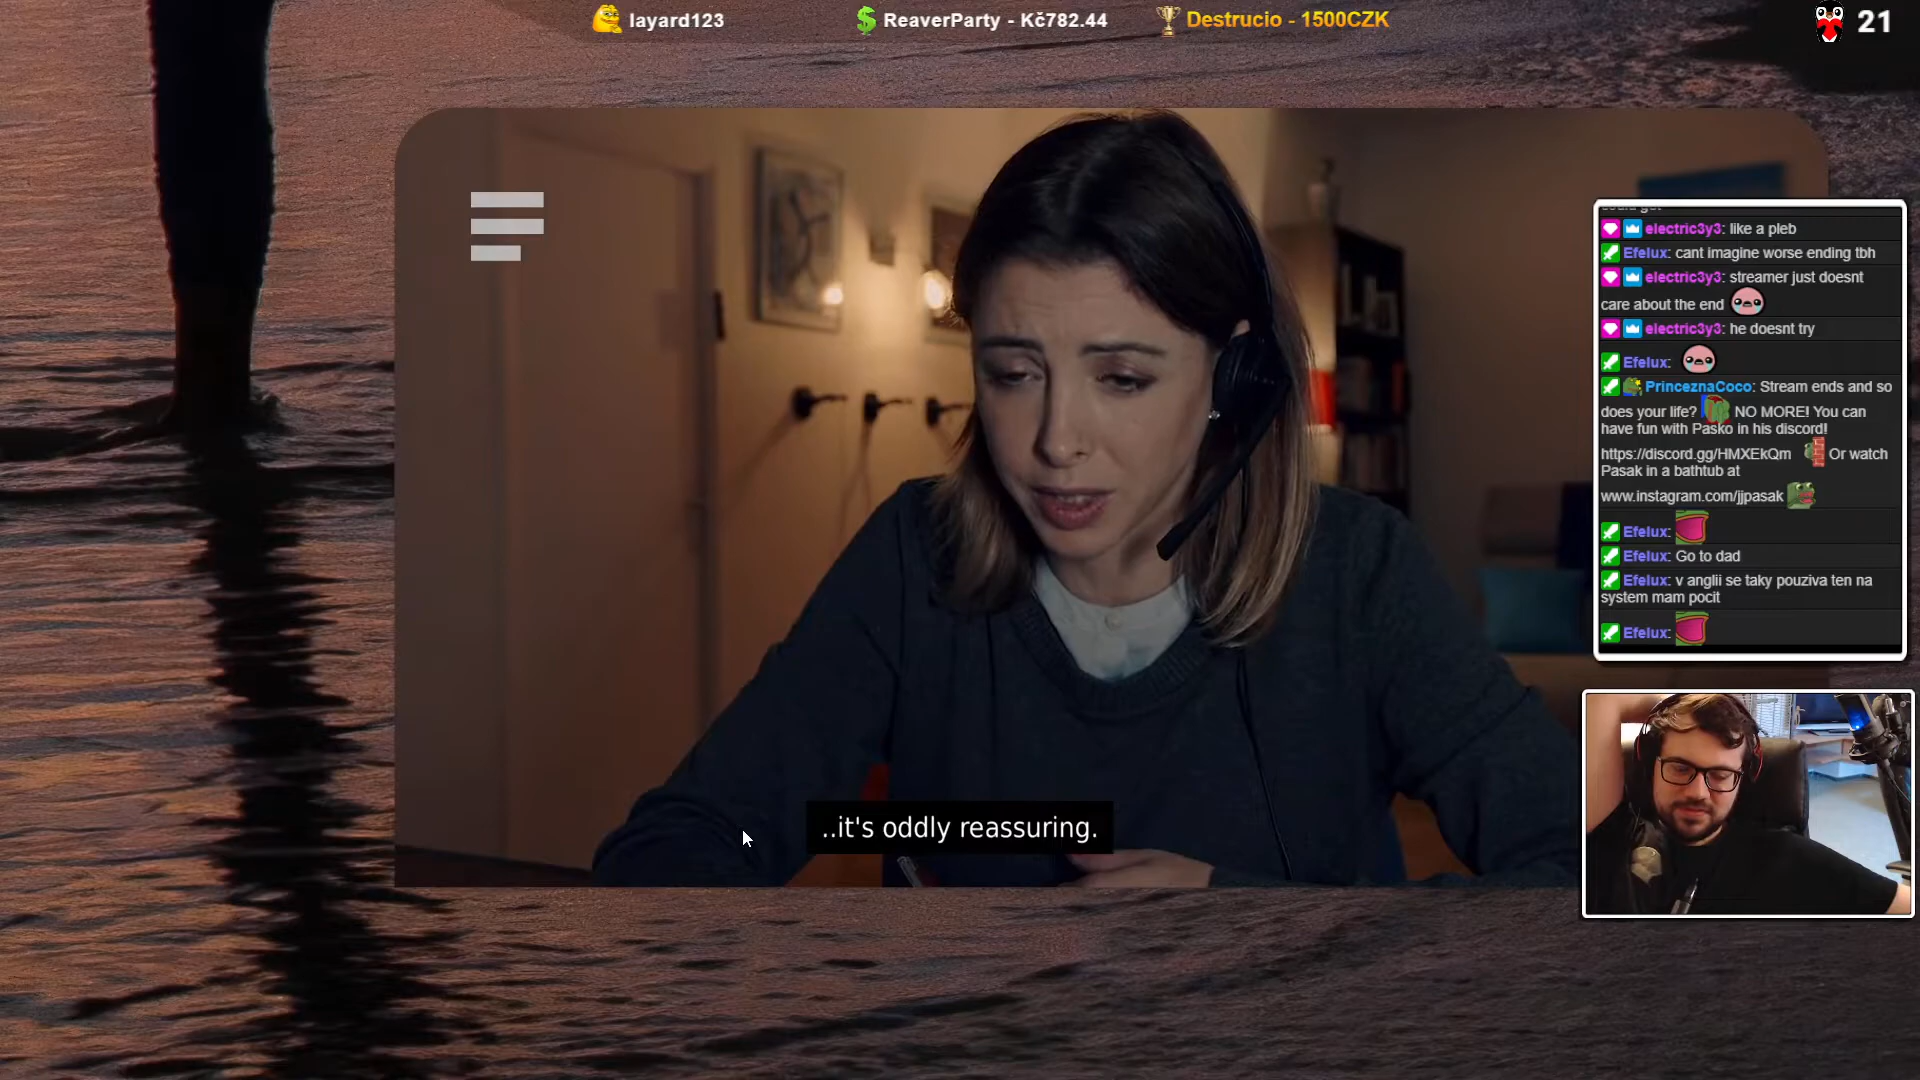 layard123
ReaverParty - Kč782.44
Destrucio - 1500CZK
21
electric3y3: like a pleb
Efelux: cant imagine worse ending tbh
electric3y3: streamer just doesnt
care about the end
electric3y3: he doesnt try
Efelux:
PrinceznaCoco: Stream ends and so
does your life? NO MORE! You can
have fun with Pasko in his discord!
https://discord.gg/HMXEkQm Or watch
Pasak in a bathtub at
www.instagram.com/jjpasak
Efelux:
Efelux: Go to dad
Efelux: v anglii se taky pouziva ten na
system mam pocit
Efelux:
..it's oddly reassuring.